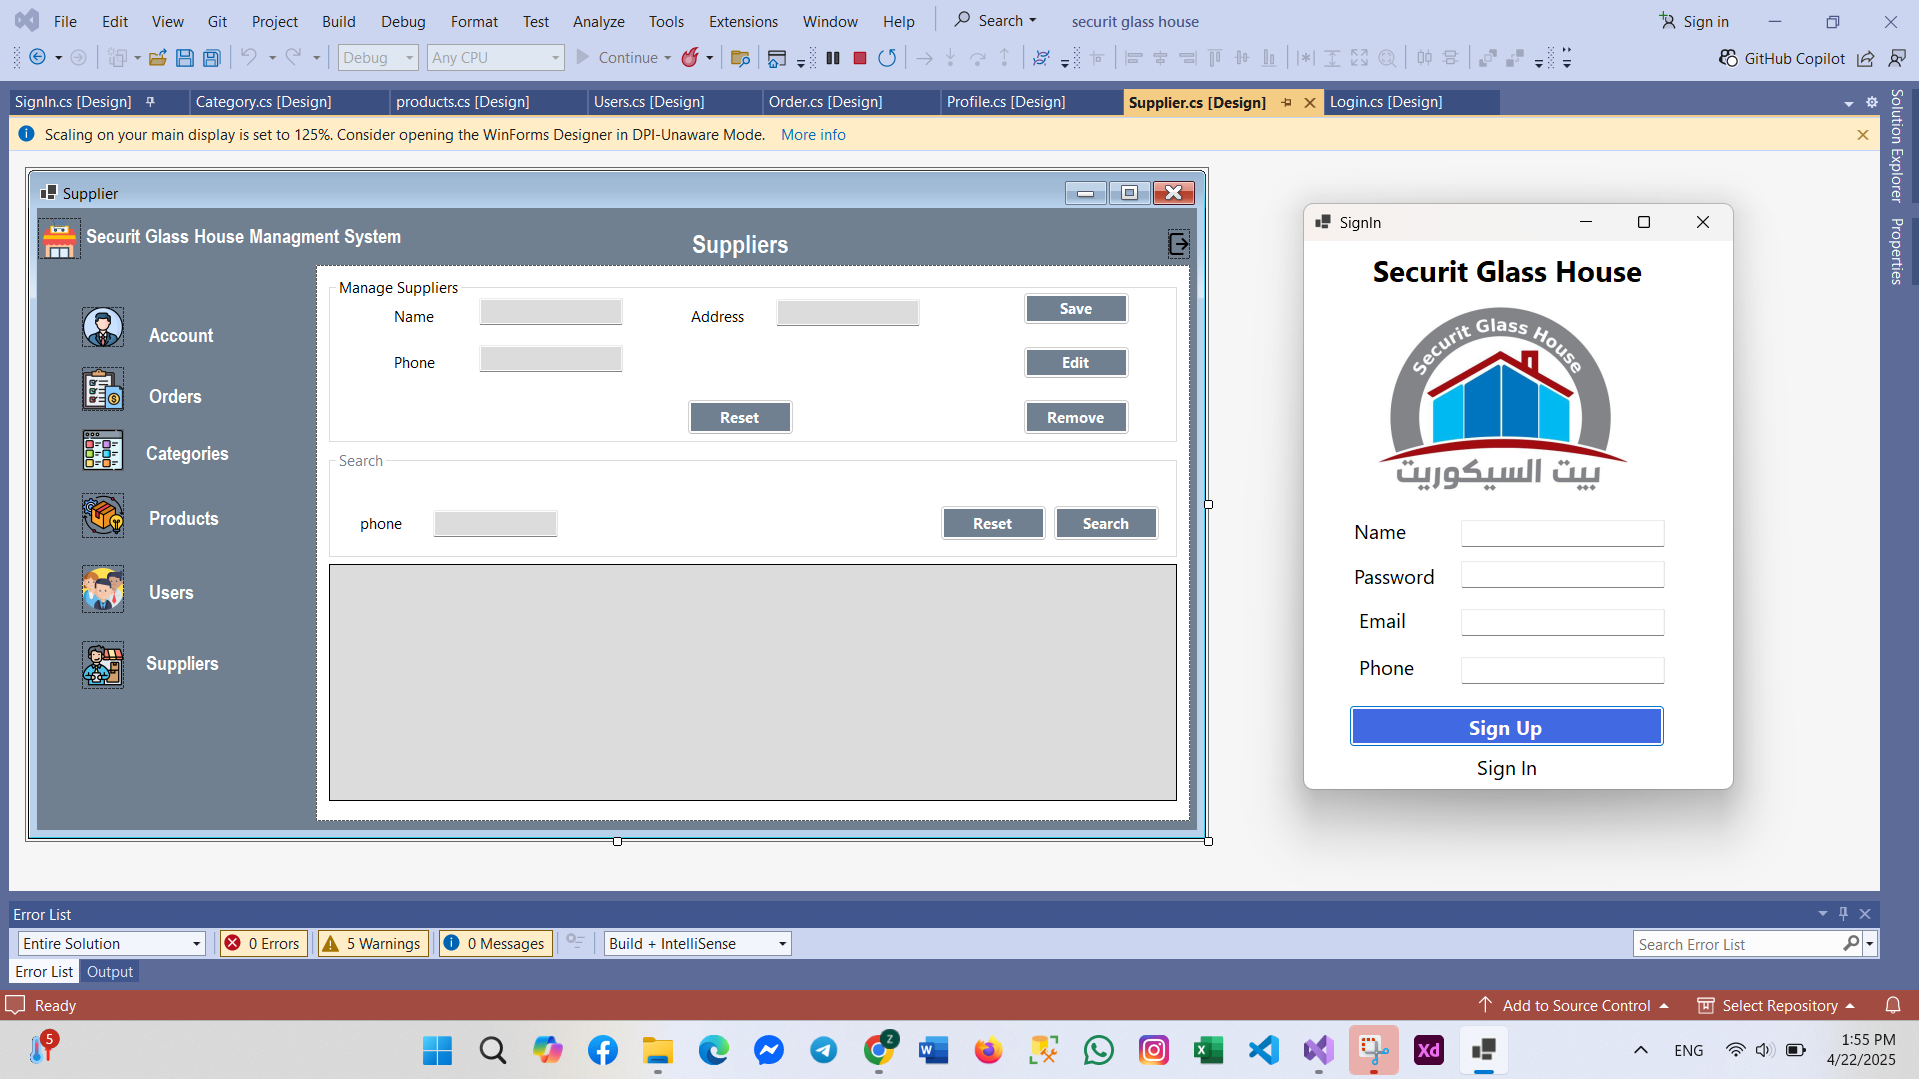 File Edit View Git Project Build Debug Format Test Analyze Tools Extensions Window Help Search securit glass house Sign in
Debug Any CPU Continue GitHub Copilot
SignIn.cs [Design] Category.cs [Design] products.cs [Design] Users.cs [Design] Order.cs [Design] Profile.cs [Design] Supplier.cs [Design] Login.cs [Design]
Scaling on your main display is set to 125%. Consider opening the WinForms Designer in DPI-Unaware Mode. More info
Solution Explorer
Properties
Supplier
Securit Glass House Managment System
Suppliers
Account
Orders
Categories
Products
Users
Suppliers
Manage Suppliers
Name Address Save
Phone Edit
Reset Remove
Search
phone Reset Search
SignIn
Securit Glass House
Securit Glass House
بيت السيكوريت
Name
Password
Email
Phone
Sign Up
Sign In
Error List
Entire Solution 0 Errors 5 Warnings 0 Messages Build + IntelliSense Search Error List
Error List Output
Ready Add to Source Control Select Repository
5 Z Xd ENG 1:55 PM
4/22/2025